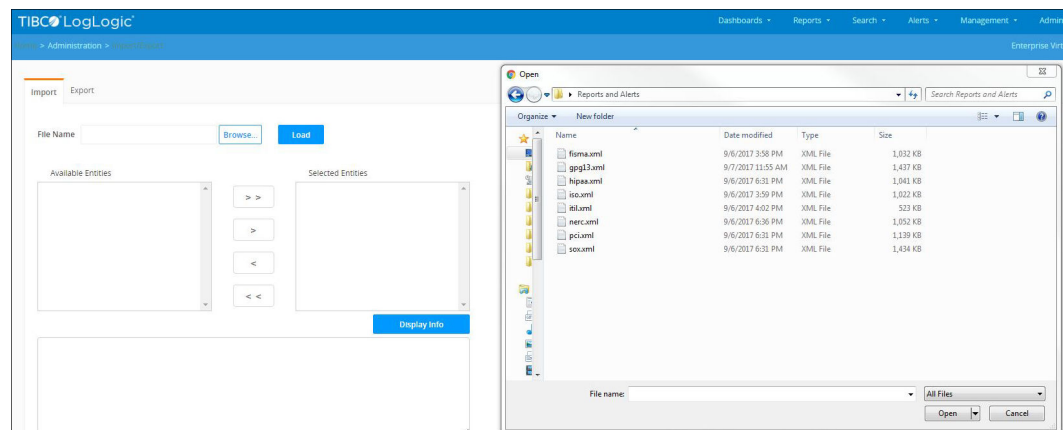 TIBCO LogLogic®
Dashboards Reports Search Alerts Management Admin
> Administration >
Enterprise Virt
Import Export
File Name Browse... Load
Available Entities Selected Entities
> >
>
<
< <
Display Info
Open
Reports and Alerts Search Reports and Alerts
Organize New folder
Name Date modified Type Size
fisma.xml 9/6/2017 3:58 PM XML File 1,032 KB
gpg13.xml 9/7/2017 11:55 AM XML File 1,437 KB
hipaa.xml 9/6/2017 6:31 PM XML File 1,041 KB
iso.xml 9/6/2017 3:59 PM XML File 1,022 KB
itil.xml 9/6/2017 4:02 PM XML File 523 KB
nerc.xml 9/6/2017 6:36 PM XML File 1,052 KB
pci.xml 9/6/2017 6:31 PM XML File 1,139 KB
sox.xml 9/6/2017 6:31 PM XML File 1,434 KB
File name: All Files
Open Cancel